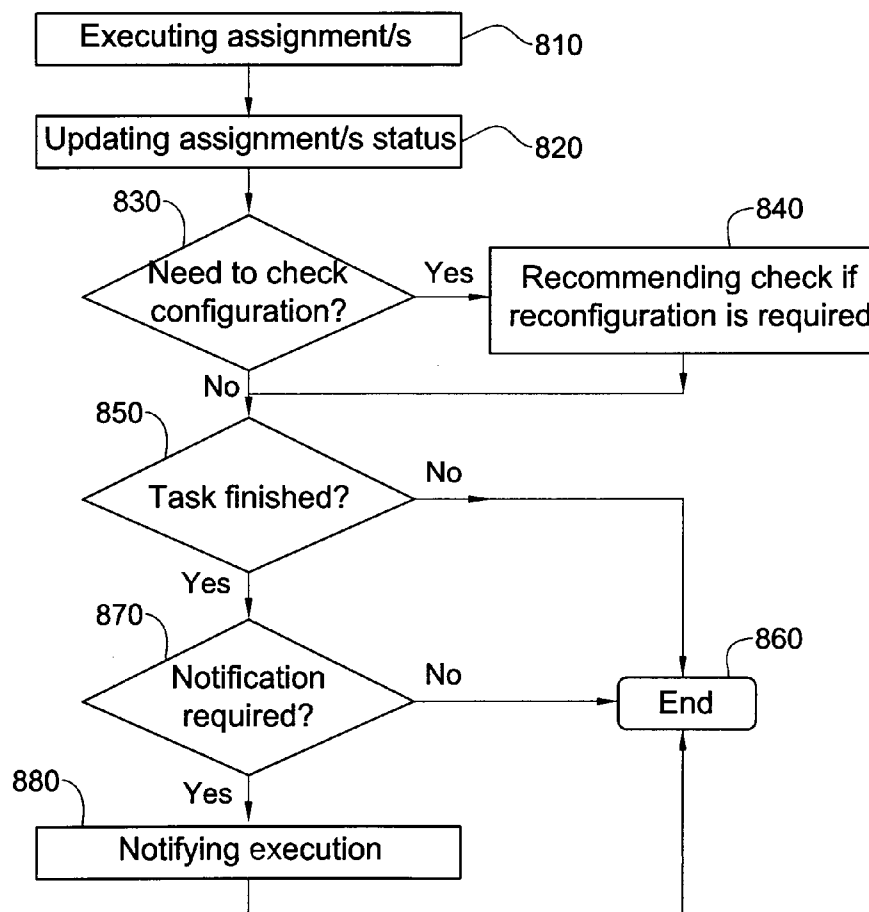 Executing assignment/s
810
Updating assignment/s status
820
830
Need to check
configuration?
Yes
840
Recommending check if
reconfiguration is required
No
850
Task finished?
No
Yes
870
Notification
required?
No
860
End
Yes
880
Notifying execution